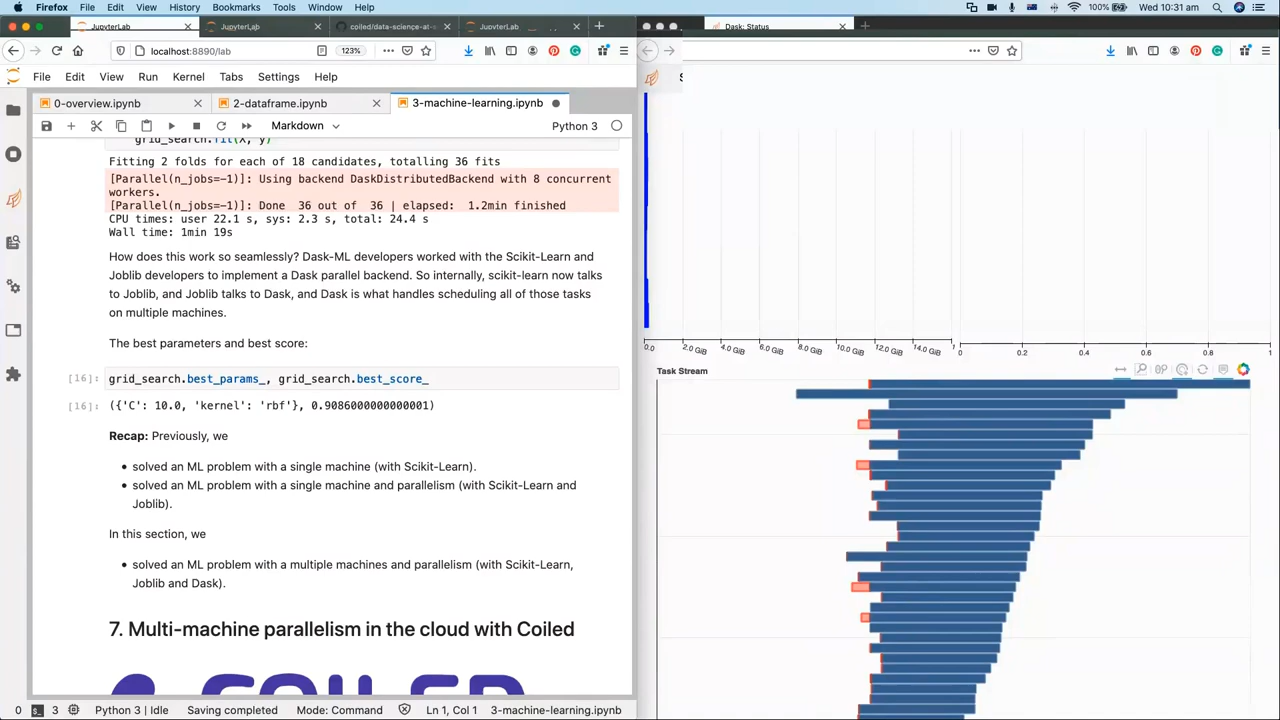 Firefox File Edit View History Bookmarks Tools Window Help
100% Wed 2 Dec 10:31 am
JupyterLab
JupyterLab
coiled/data-science-at-s
JupyterLab
Dask: Status
localhost:8890/lab
123%
File Edit View Run Kernel Tabs Settings Help
0-overview.ipynb
2-dataframe.ipynb
3-machine-learning.ipynb
Markdown
Python 3
grid_search.fit(X, y)
Fitting 2 folds for each of 18 candidates, totalling 36 fits
[Parallel(n_jobs=-1)]: Using backend DaskDistributedBackend with 8 concurrent
workers.
[Parallel(n_jobs=-1)]: Done  36 out of  36 | elapsed:  1.2min finished
CPU times: user 22.1 s, sys: 2.3 s, total: 24.4 s
Wall time: 1min 19s
How does this work so seamlessly? Dask-ML developers worked with the Scikit-Learn and
Joblib developers to implement a Dask parallel backend. So internally, scikit-learn now talks
to Joblib, and Joblib talks to Dask, and Dask is what handles scheduling all of those tasks
on multiple machines.
The best parameters and best score:
[16]: grid_search.best_params_, grid_search.best_score_
[16]: ({'C': 10.0, 'kernel': 'rbf'}, 0.9086000000000001)
Recap: Previously, we
• solved an ML problem with a single machine (with Scikit-Learn).
• solved an ML problem with a single machine and parallelism (with Scikit-Learn and
Joblib).
In this section, we
• solved an ML problem with a multiple machines and parallelism (with Scikit-Learn,
Joblib and Dask).
7. Multi-machine parallelism in the cloud with Coiled
COILED
0 3 Python 3 | Idle Saving completed Mode: Command Ln 1, Col 1 3-machine-learning.ipynb
0.0 2.0 GiB 4.0 GiB 6.0 GiB 8.0 GiB 10.0 GiB 12.0 GiB 14.0 GiB
0 0.2 0.4 0.6 0.8 1
Task Stream